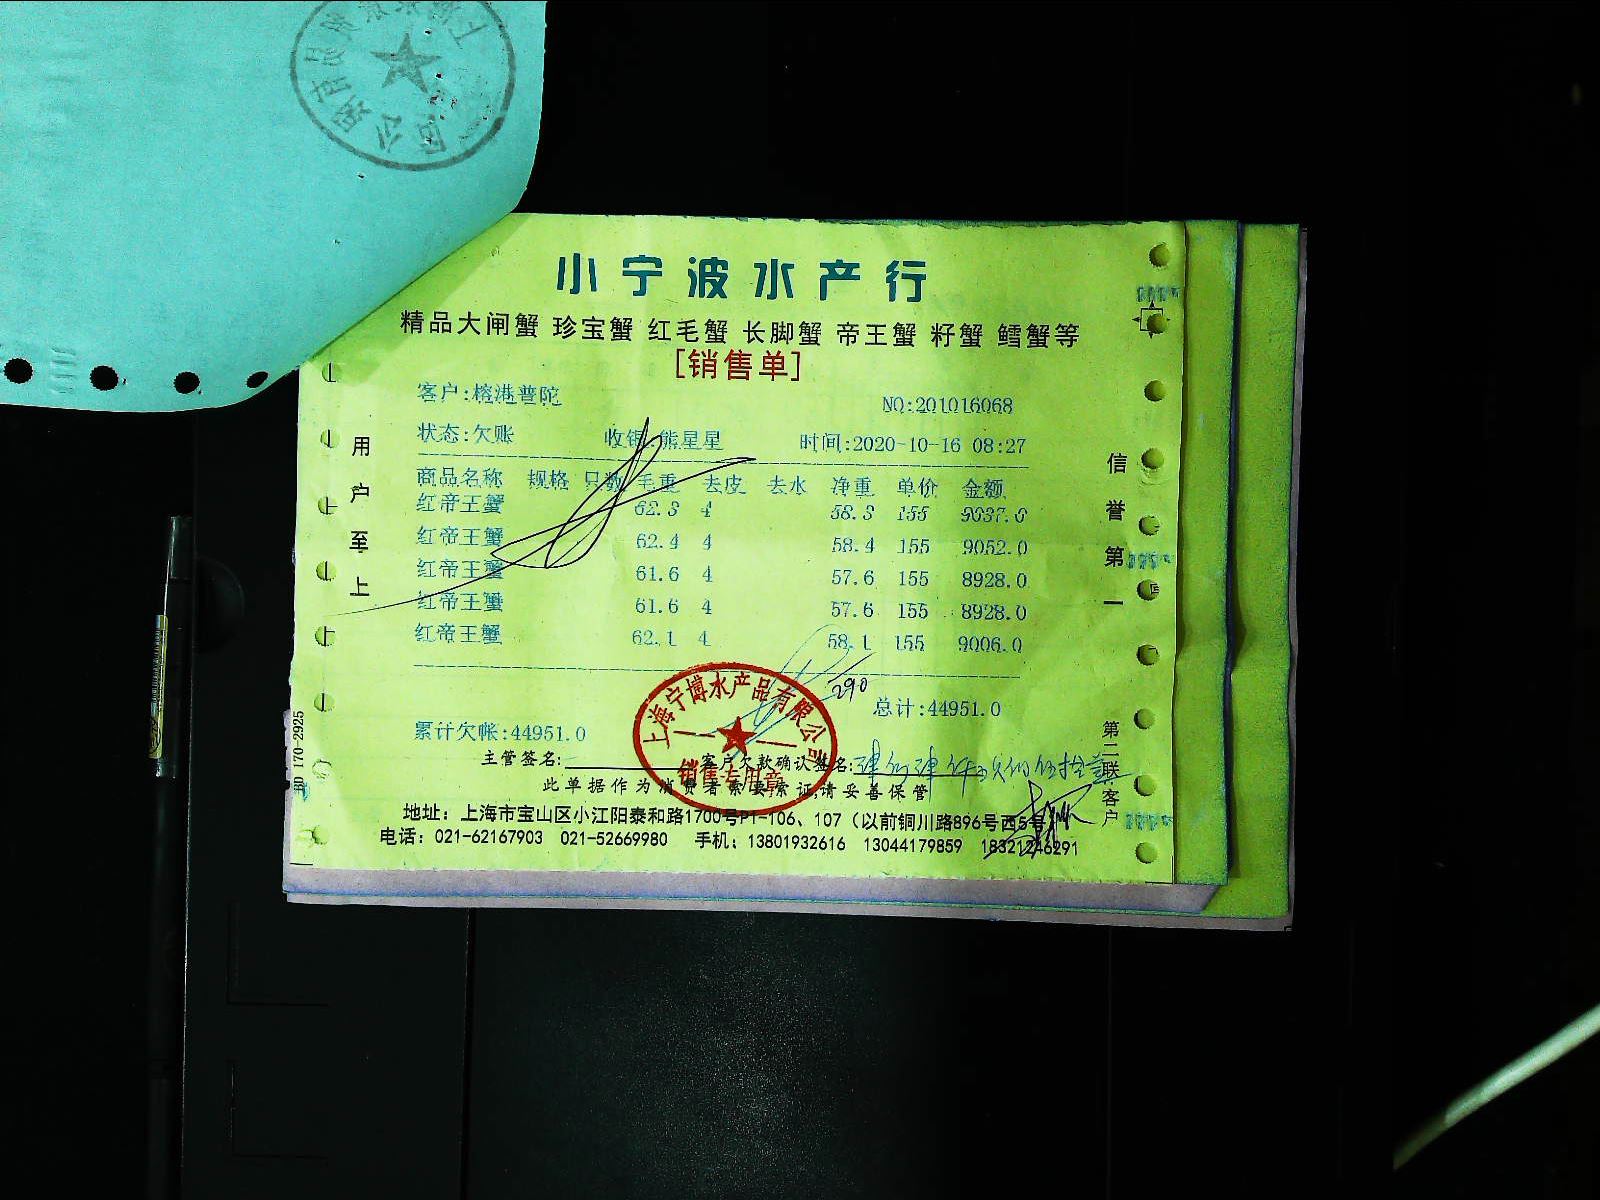 小宁波水产行
精品大闸蟹 珍宝蟹 红毛蟹 长脚蟹 帝王蟹 籽蟹 鳕蟹等
[销售单]
客户:榕港普陀 NO:201016068
状态:欠账 收银:熊星星 时间:2020-10-16 08:27
商品名称 规格 只数 毛重 去皮 去水 净重 单价 金额
红帝王蟹 62.3 4 58.3 155 9037.0
红帝王蟹 62.4 4 58.4 155 9052.0
红帝王蟹 61.6 4 57.6 155 8928.0
红帝王蟹 61.6 4 57.6 155 8928.0
红帝王蟹 62.1 4 58.1 155 9006.0
290
总计:44951.0
累计欠帐:44951.0
主管签名: 客户欠款确认签名:
此单据作为消费者索要索证,请妥善保管
地址：上海市宝山区小江阳泰和路1700号P1-106、107（以前铜川路896号西5号
电话：021-62167903 021-52669980 手机：13801932616 13044179859 18321246291
用户至上
信誉第一
第二联客户
170-2925
上海宁博水产品有限公司
销售专用章